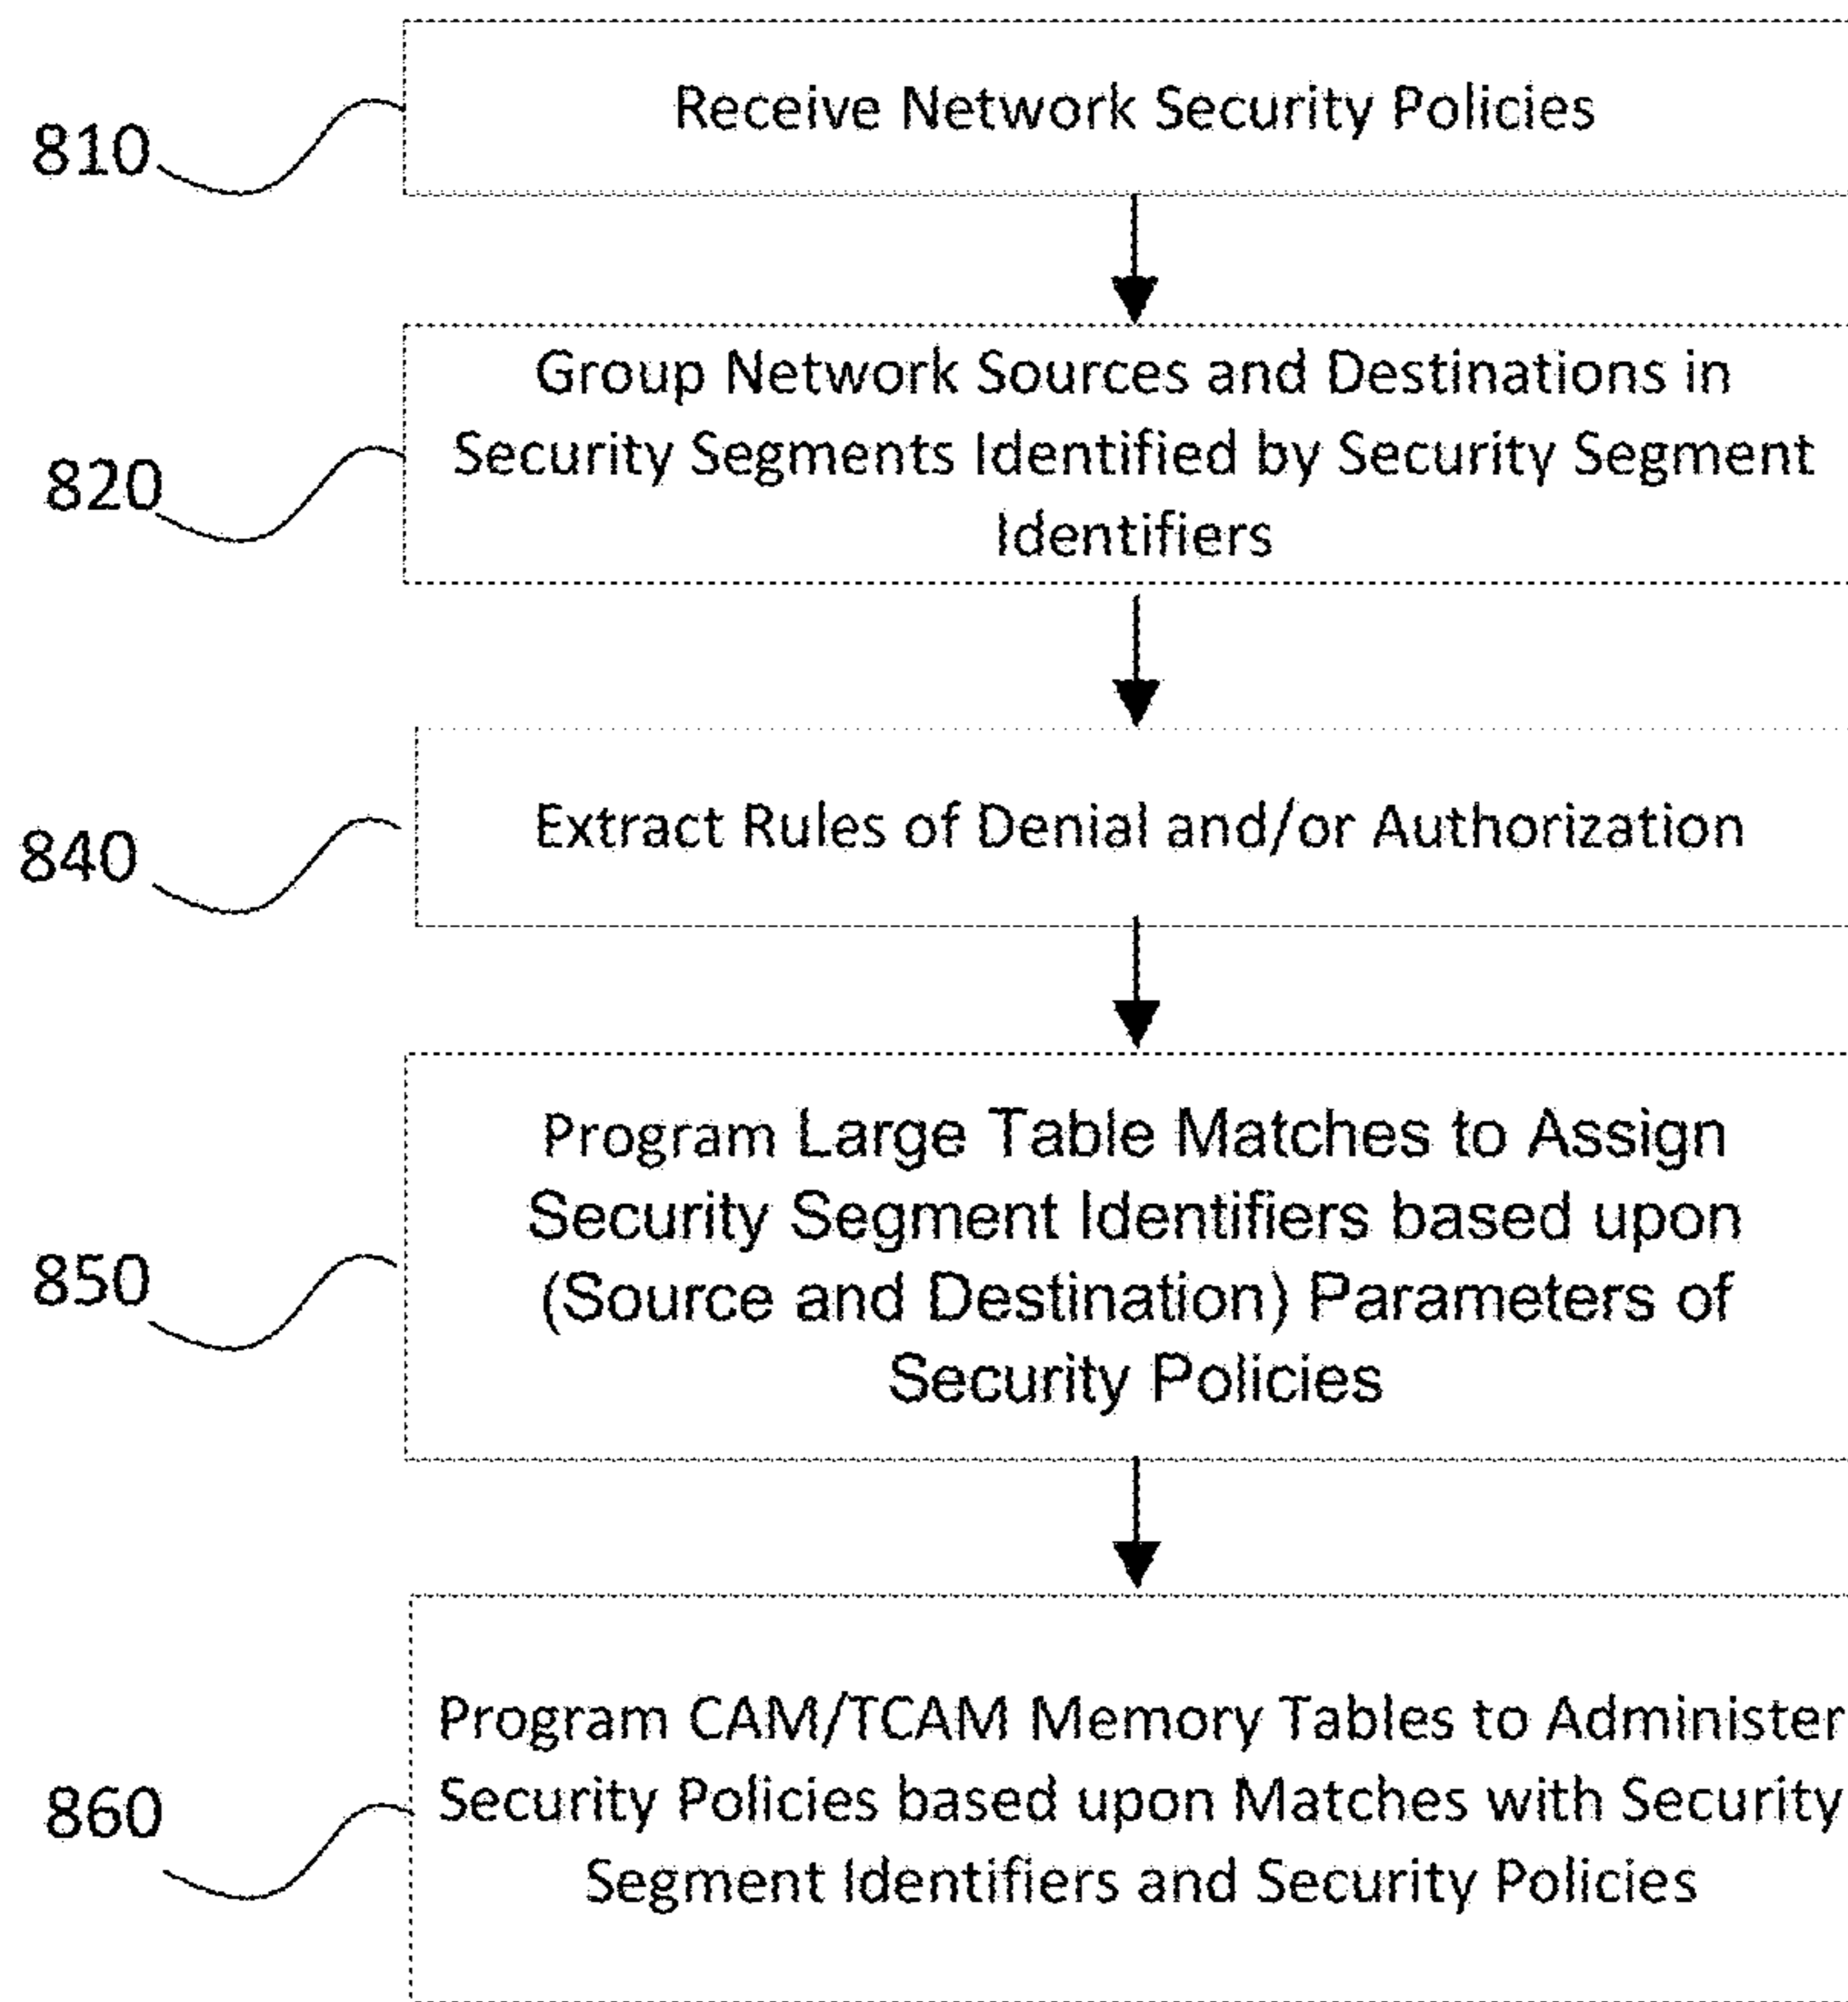 810
Receive Network Security Policies
820
Group Network Sources and Destinations in
Security Segments Identified by Security Segment
Identifiers
840
Extract Rules of Denial and/or Authorization
850
Program Large Table Matches to Assign
Security Segment Identifiers based upon
(Source and Destination) Parameters of
Security Policies
860
Program CAM/TCAM Memory Tables to Administer
Security Policies based upon Matches with Security
Segment Identifiers and Security Policies